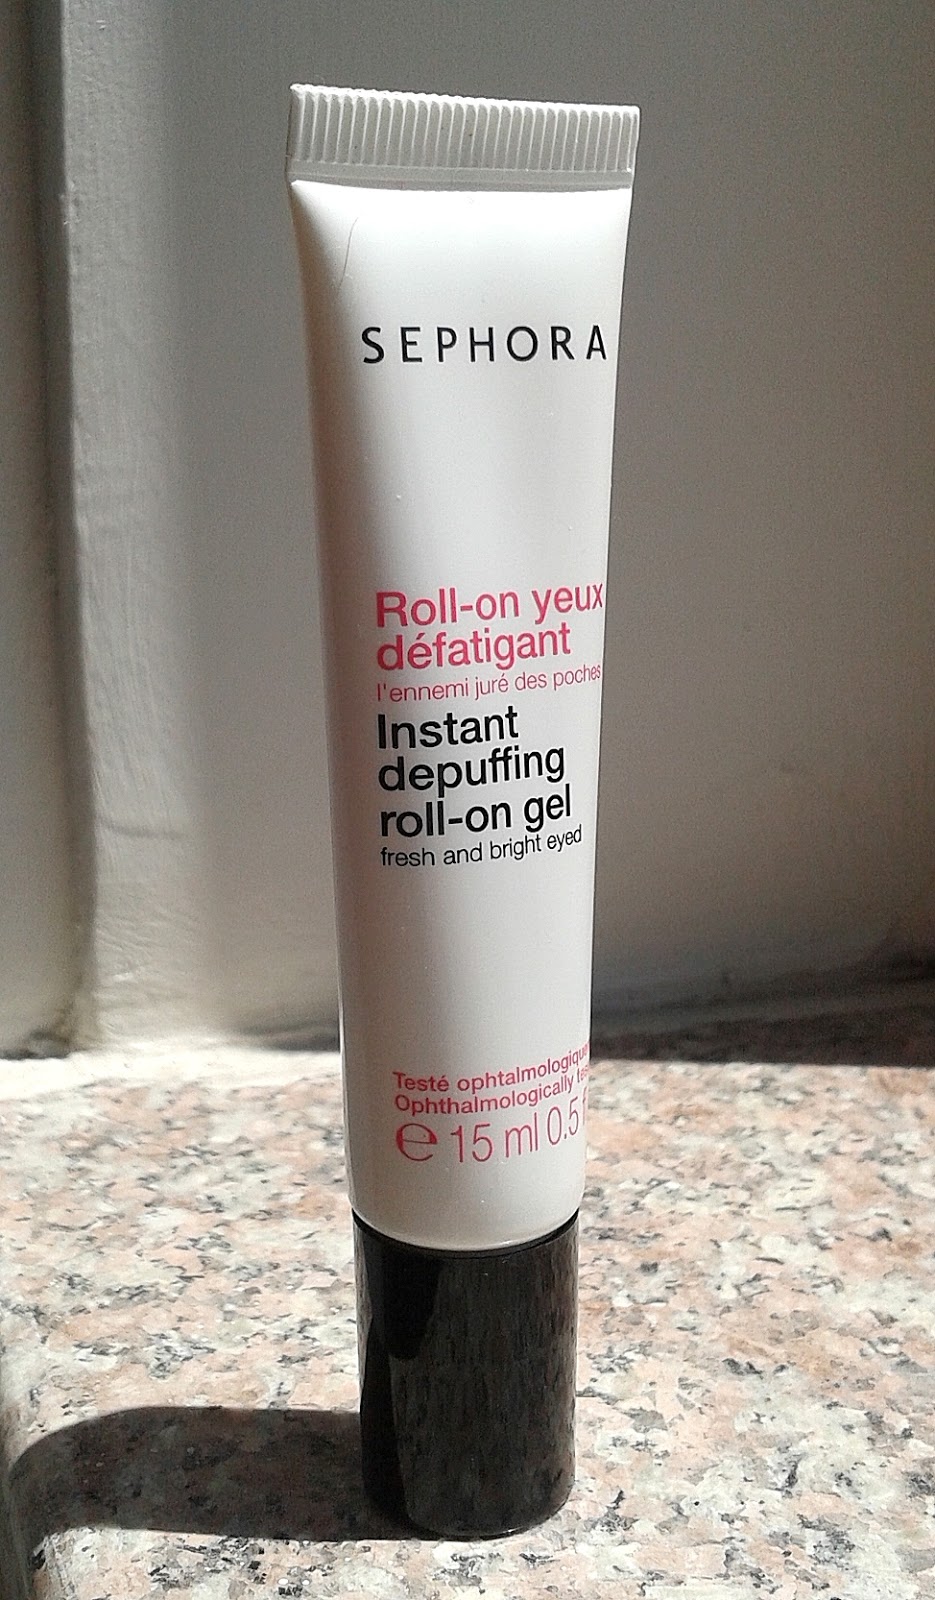 SEPHORA
Roll-on yeux
défatigant
l'ennemi juré des poches
Instant
depuffing
roll-on gel
fresh and bright eyed
Testé
Ophthalmologically
e 15 ml 0.5